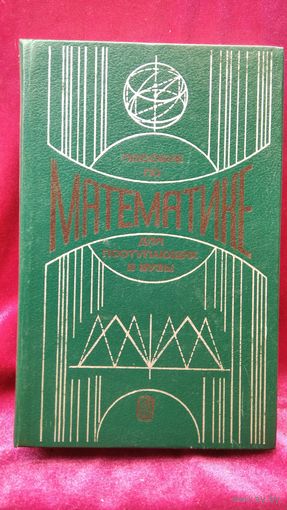 ПОСОБИЕ
ПО
МАТЕМАТИКЕ
ДЛЯ
ПОСТУПАЮЩИХ
В ВУЗЫ